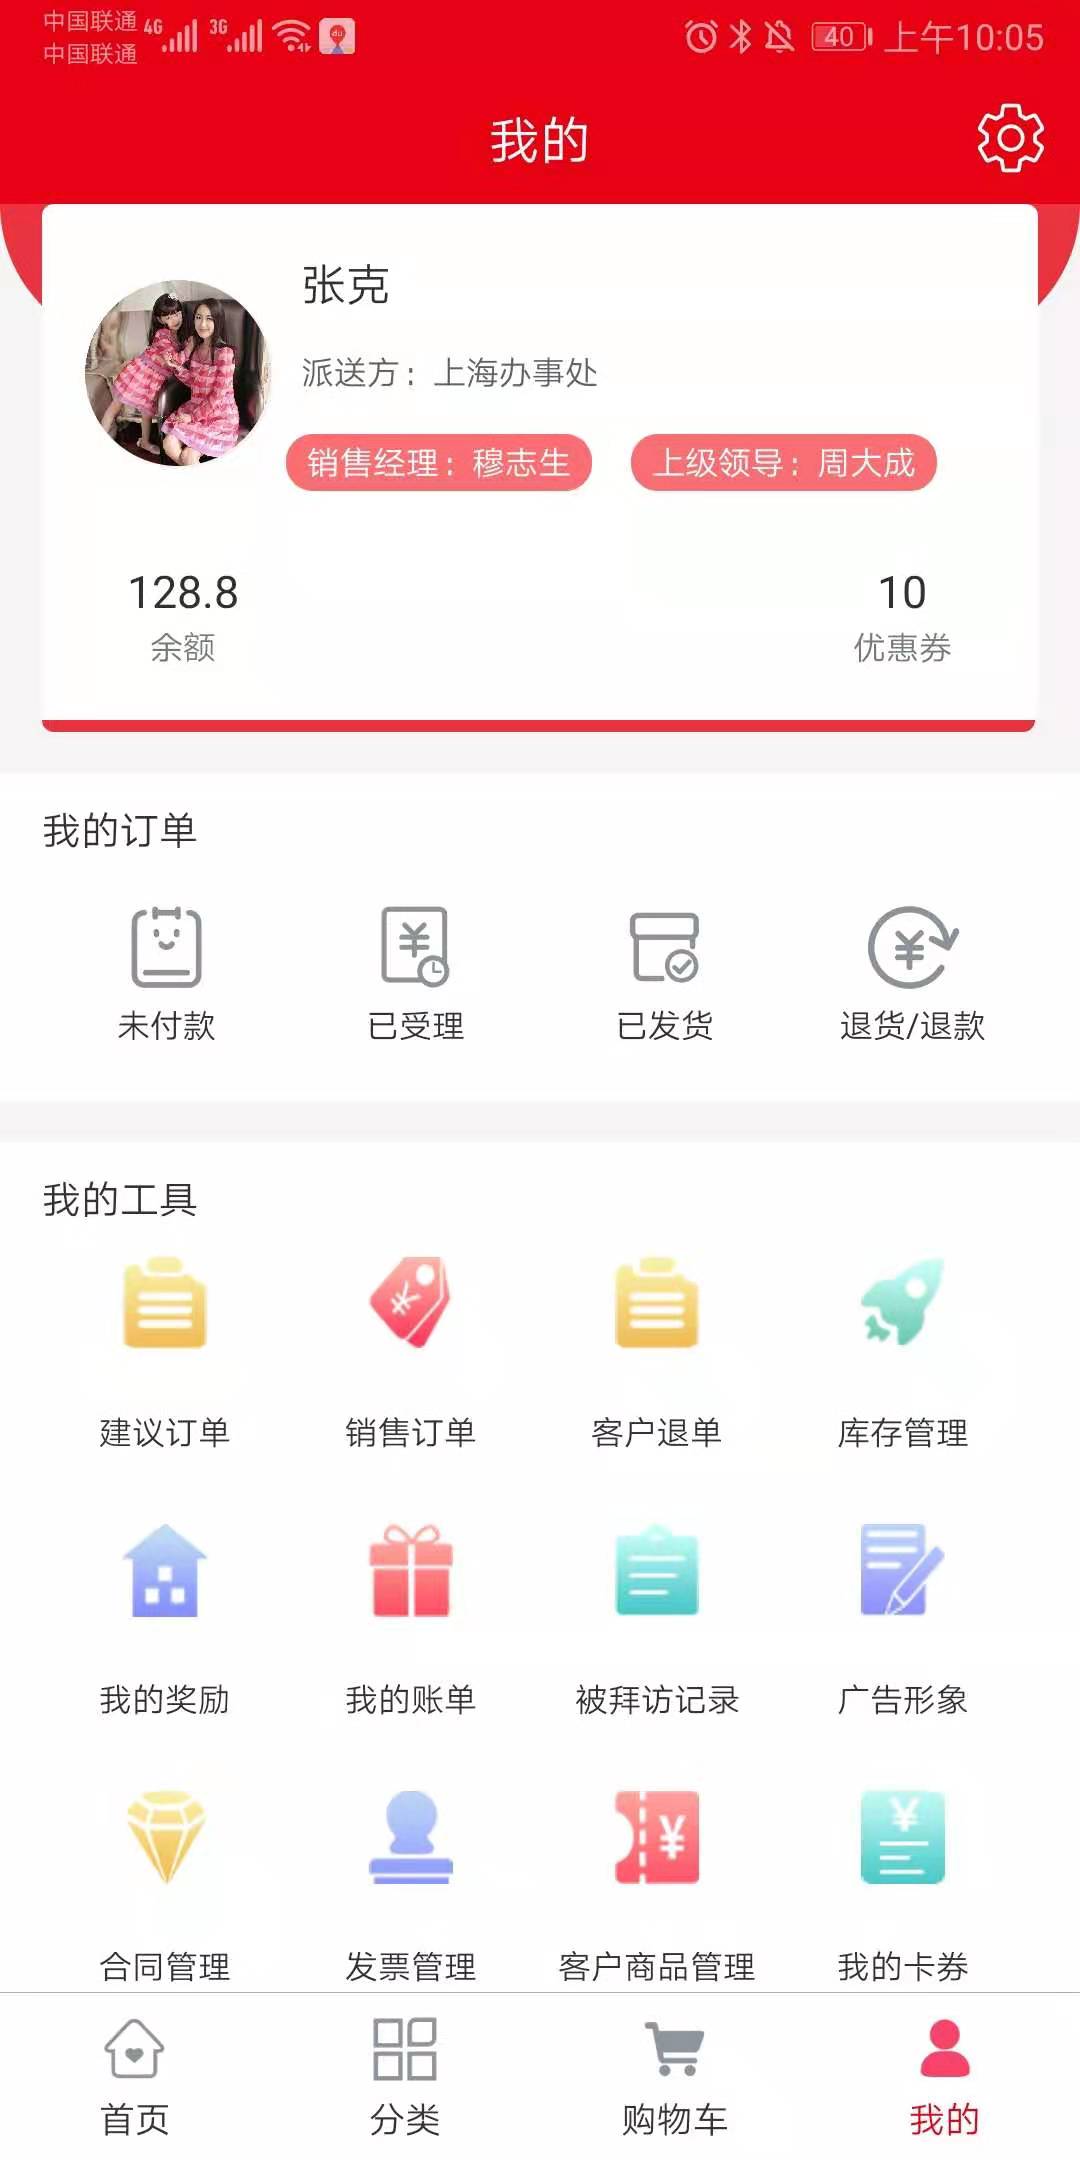 中国联通 4G 3G
中国联通
40 上午10:05
我的
张克
派送方：上海办事处
销售经理：穆志生 上级领导：周大成
128.8 10
余额 优惠券
我的订单
未付款 已受理 已发货 退货/退款
我的工具
建议订单 销售订单 客户退单 库存管理
我的奖励 我的账单 被拜访记录 广告形象
合同管理 发票管理 客户商品管理 我的卡券
首页 分类 购物车 我的